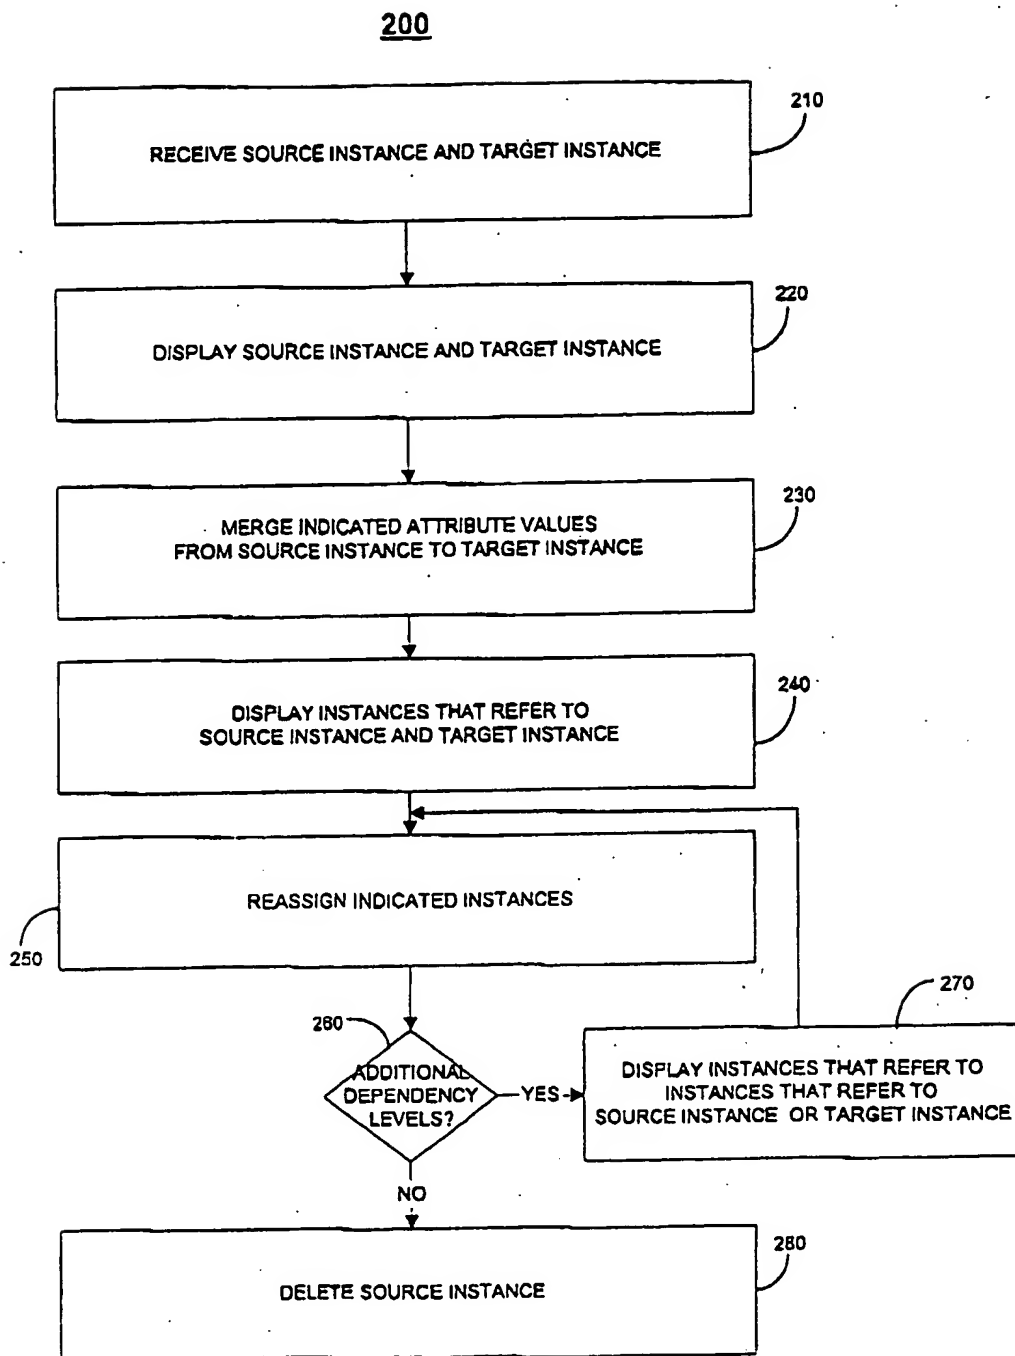 200
210
RECEIVE SOURCE INSTANCE AND TARGET INSTANCE
220
DISPLAY SOURCE INSTANCE AND TARGET INSTANCE
230
MERGE INDICATED ATTRIBUTE VALUES
FROM SOURCE INSTANCE TO TARGET INSTANCE
240
DISPLAY INSTANCES THAT REFER TO
SOURCE INSTANCE AND TARGET INSTANCE
REASSIGN INDICATED INSTANCES
250
260
ADDITIONAL
DEPENDENCY
LEVELS?
YES
270
DISPLAY INSTANCES THAT REFER TO
INSTANCES THAT REFER TO
SOURCE INSTANCE OR TARGET INSTANCE
NO
280
DELETE SOURCE INSTANCE